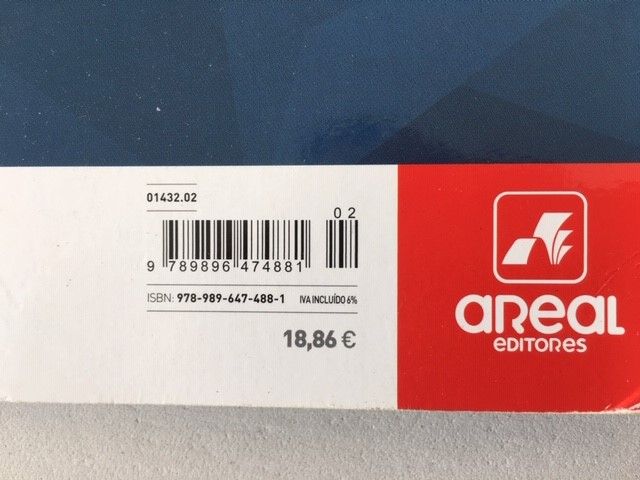 01432.02
02
9 789896 474881
ISBN: 978-989-647-488-1 IVA INCLUÍDO 6%
18,86 €
aReaL
EDITORes